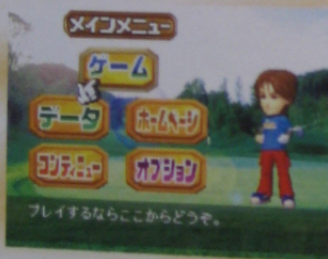 メインメニュー
ゲーム
データ
ホームページ
コンティニュー
オプション
プレイするならここからどうぞ。